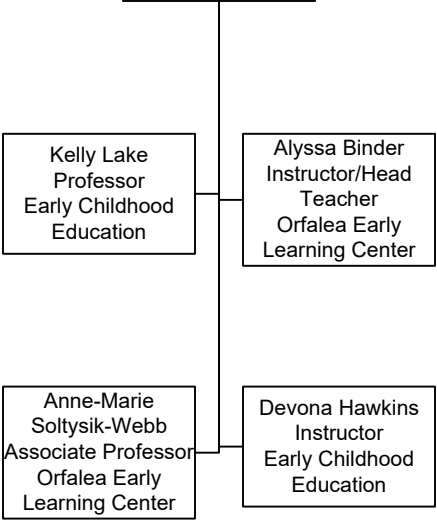 Kelly Lake
Professor
Early Childhood
Education
Alyssa Binder
Instructor/Head
Teacher
Orfalea Early
Learning Center
Anne-Marie
Soltysik-Webb
Associate Professor
Orfalea Early
Learning Center
Devona Hawkins
Instructor
Early Childhood
Education